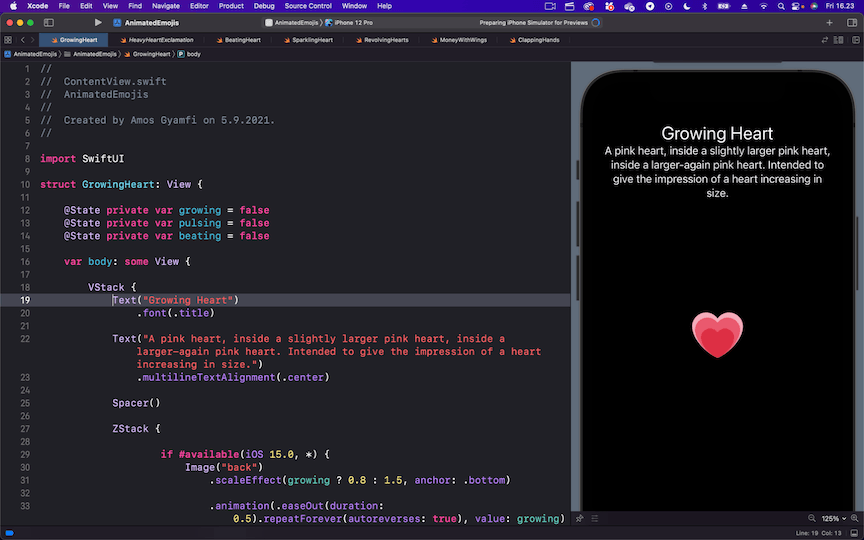 Xcode File Edit View Find Navigate Editor Product Debug Source Control Window Help Fri 16.23
AnimatedEmojis AnimatedEmojis iPhone 12 Pro Preparing iPhone Simulator for Previews
GrowingHeart HeavyHeartExclamation BeatingHeart SparklingHeart RevolvingHearts MoneyWithWings ClappingHands
AnimatedEmojis AnimatedEmojis GrowingHeart body
1 //
2 // ContentView.swift
3 // AnimatedEmojis
4 //
5 // Created by Amos Gyamfi on 5.9.2021.
6 //
7
8 import SwiftUI
9
10 struct GrowingHeart: View {
11
12 @State private var growing = false
13 @State private var pulsing = false
14 @State private var beating = false
15
16 var body: some View {
17
18 VStack {
19 Text("Growing Heart")
20 .font(.title)
21
22 Text("A pink heart, inside a slightly larger pink heart, inside a
larger-again pink heart. Intended to give the impression of a heart
increasing in size.")
23 .multilineTextAlignment(.center)
24
25 Spacer()
26
27 ZStack {
28
29 if #available(iOS 15.0, *) {
30 Image("back")
31 .scaleEffect(growing ? 0.8 : 1.5, anchor: .bottom)
32
33 .animation(.easeOut(duration:
0.5).repeatForever(autoreverses: true), value: growing)
Growing Heart
A pink heart, inside a slightly larger pink heart,
inside a larger-again pink heart. Intended to
give the impression of a heart increasing in
size.
125%
Line: 19 Col: 13